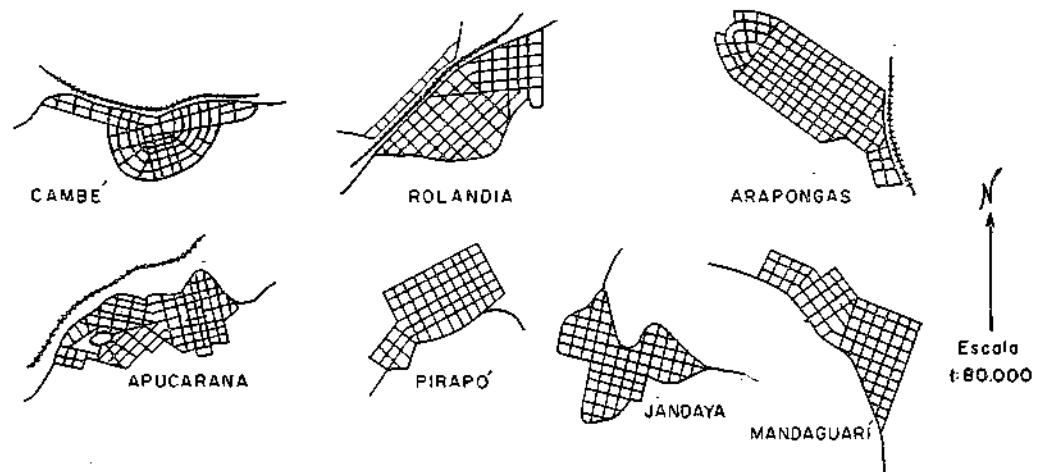 CAMBÉ
ROLANDIA
ARAPONGAS
N
APUCARANA
PIRAPÓ
JANDAYA
MANDAGUARÍ
Escala
1:80.000